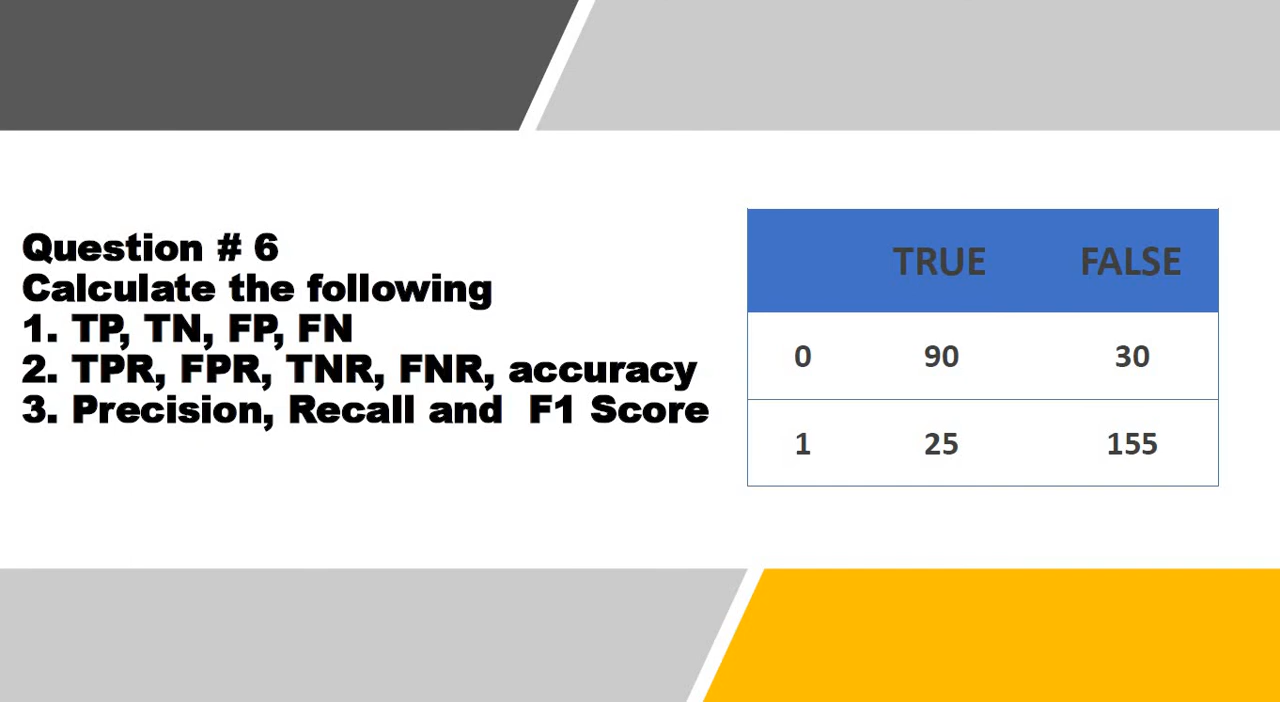 Question # 6
Calculate the following
1. TP, TN, FP, FN
2. TPR, FPR, TNR, FNR, accuracy
3. Precision, Recall and F1 Score
TRUE FALSE
0 90 30
1 25 155